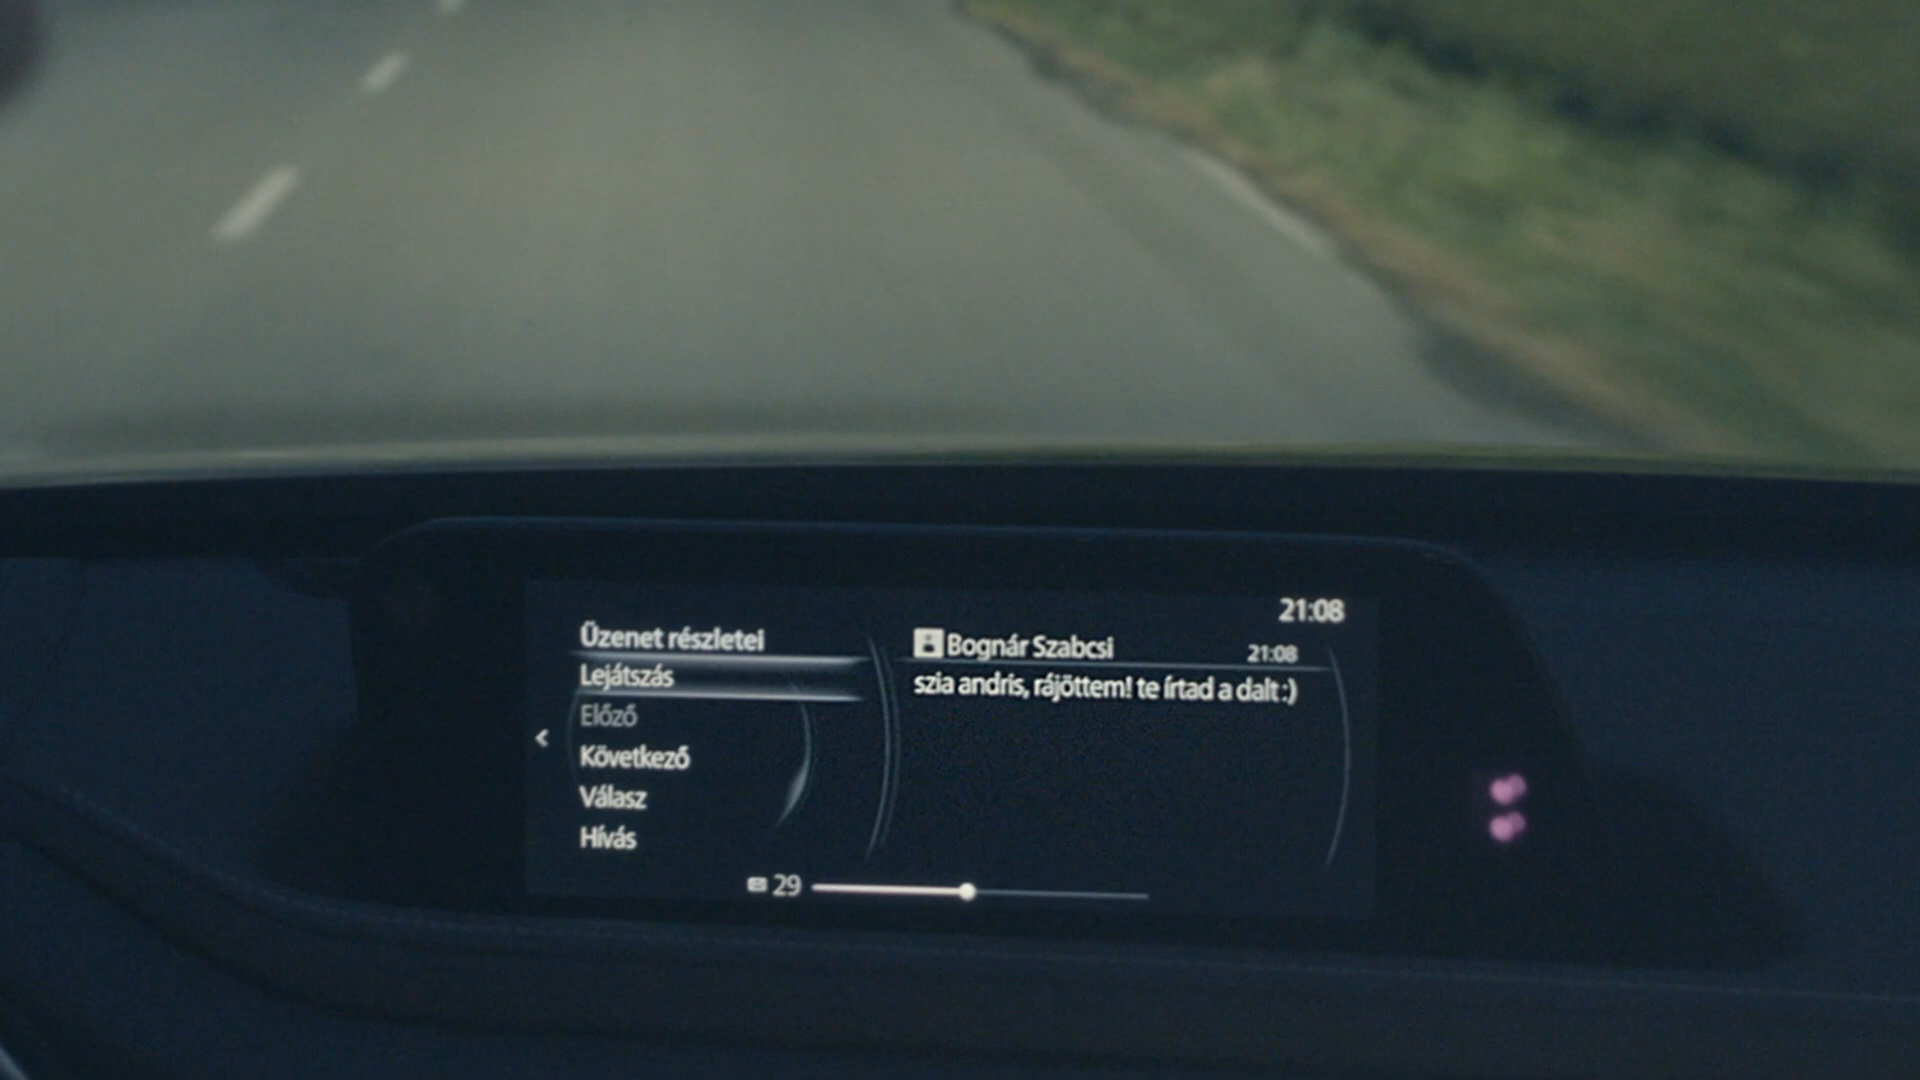 21:08
Üzenet részletei
Lejátszás
Előző
Következő
Válasz
Hívás
Bognár Szabcsi 21:08
szia andris, rájöttem! te írtad a dalt :)
29